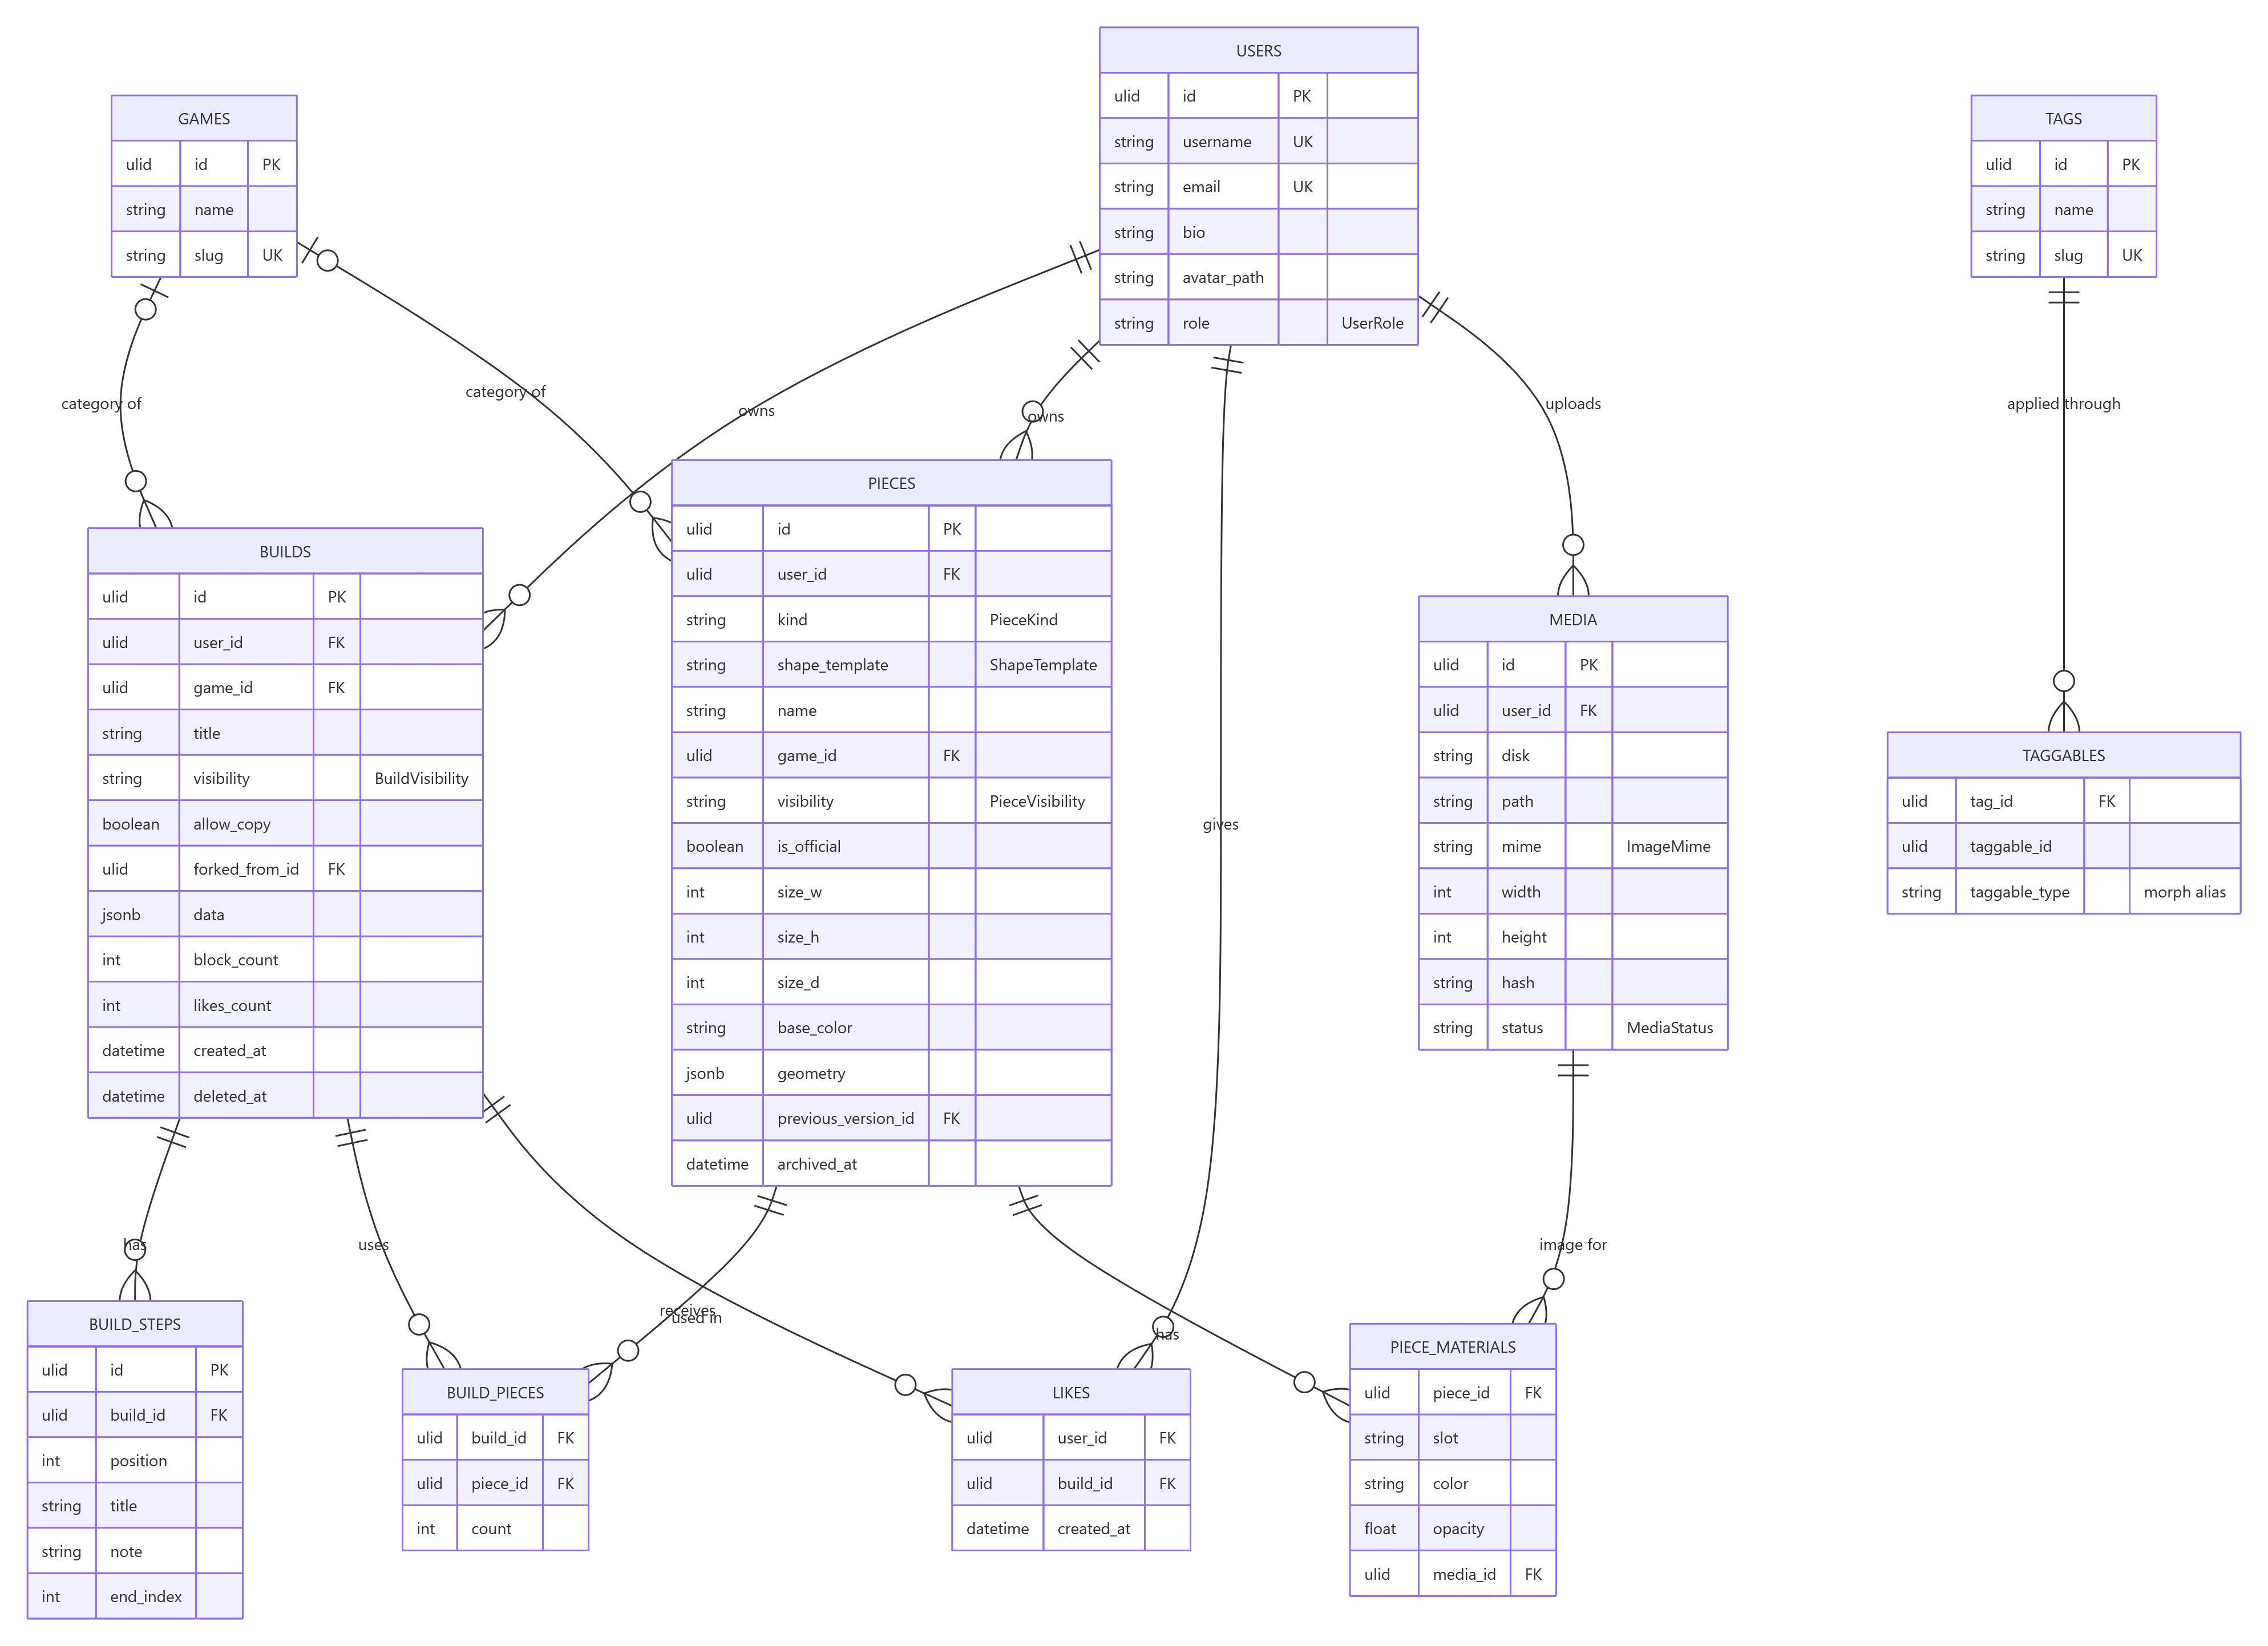 USERS
ulid id PK
string username UK
string email UK
string bio
string avatar_path
string role UserRole
GAMES
ulid id PK
string name
string slug UK
TAGS
ulid id PK
string name
string slug UK
category of
category of
owns
owns
uploads
applied through
PIECES
ulid id PK
ulid user_id FK
string kind PieceKind
string shape_template ShapeTemplate
string name
ulid game_id FK
string visibility PieceVisibility
boolean is_official
int size_w
int size_h
int size_d
string base_color
jsonb geometry
ulid previous_version_id FK
datetime archived_at
BUILDS
ulid id PK
ulid user_id FK
ulid game_id FK
string title
string visibility BuildVisibility
boolean allow_copy
ulid forked_from_id FK
jsonb data
int block_count
int likes_count
datetime created_at
datetime deleted_at
MEDIA
ulid id PK
ulid user_id FK
string disk
string path
string mime ImageMime
int width
int height
string hash
string status MediaStatus
TAGGABLES
ulid tag_id FK
ulid taggable_id
string taggable_type morph alias
gives
has
uses
receives
used in
has
image for
BUILD_STEPS
ulid id PK
ulid build_id FK
int position
string title
string note
int end_index
BUILD_PIECES
ulid build_id FK
ulid piece_id FK
int count
LIKES
ulid user_id FK
ulid build_id FK
datetime created_at
PIECE_MATERIALS
ulid piece_id FK
string slot
string color
float opacity
ulid media_id FK